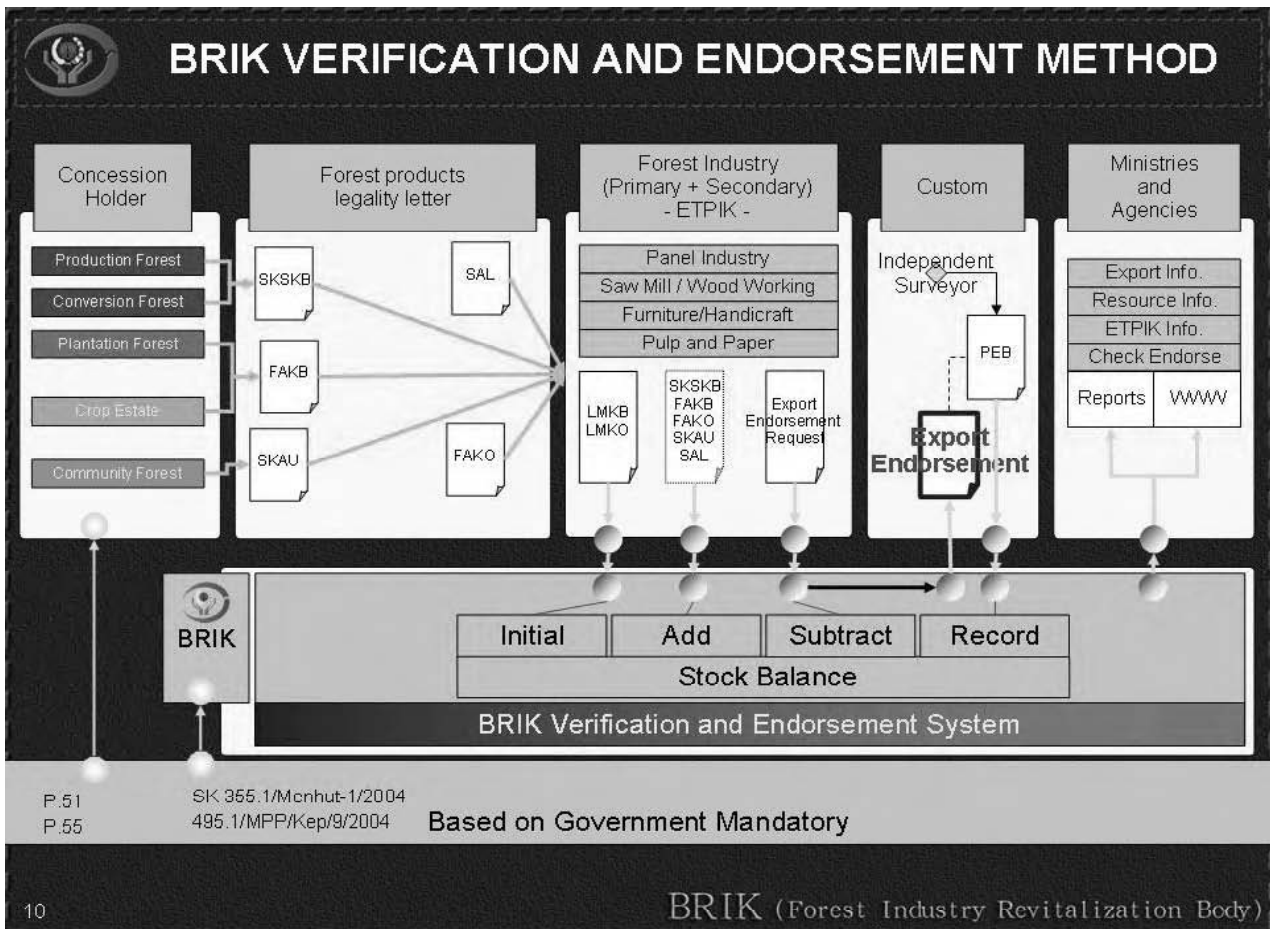 BRIK VERIFICATION AND ENDORSEMENT METHOD
Concession
Holder
Production Forest
Conversion Forest
Plantation Forest
Crop Estate
Community Forest
Forest products
legality letter
SKSKB
FAKB
SKAU
SAL
FAKO
Forest Industry
(Primary + Secondary)
- ETPIK -
Panel Industry
Saw Mill / Wood Working
Furniture/Handicraft
Pulp and Paper
LMKB
LMKO
SKSKB
FAKB
FAKO
SKAU
SAL
Export
Endorsement
Request
Custom
Independent
Surveyor
PEB
Export
Endorsement
Ministries
and
Agencies
Export Info.
Resource Info.
ETPIK Info.
Check Endorse
Reports
WWW
BRIK
Initial
Add
Subtract
Record
Stock Balance
BRIK Verification and Endorsement System
P.51
P.55
SK 355.1/Menhut-1/2004
495.1/MPP/Kep/9/2004
Based on Government Mandatory
10
BRIK (Forest Industry Revitalization Body)